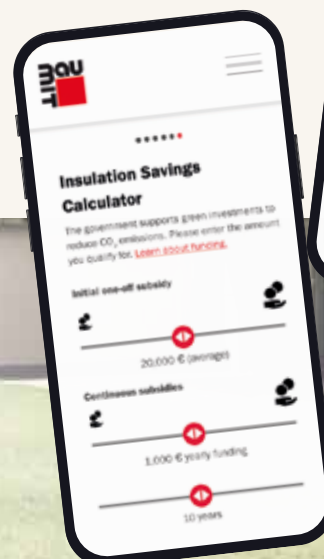 bau
mit
Insulation Savings
Calculator
The government supports green investments to
reduce CO₂ emissions. Please enter the amount
you qualify for. Learn about funding.
Initial one-off subsidy
20,000 € (average)
Continuous subsidies
1,000 € yearly funding
10 years